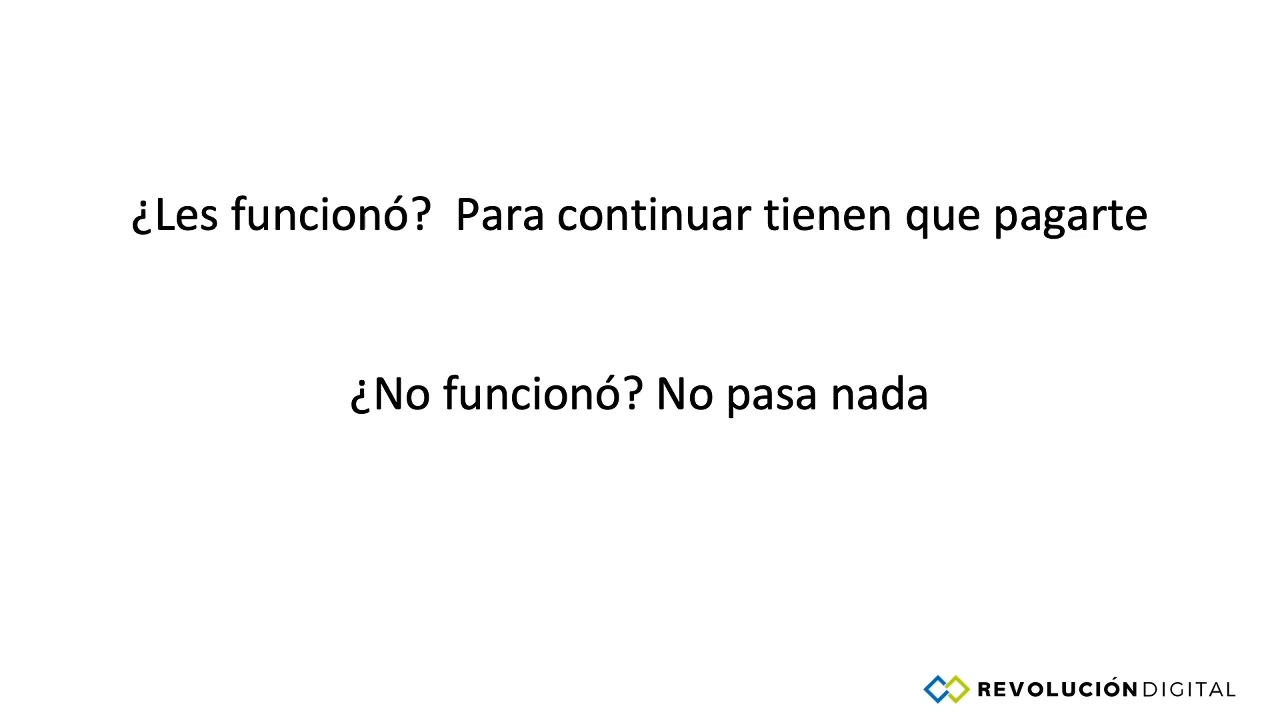 ¿Les funcionó?  Para continuar tienen que pagarte
¿No funcionó? No pasa nada
REVOLUCIÓN DIGITAL